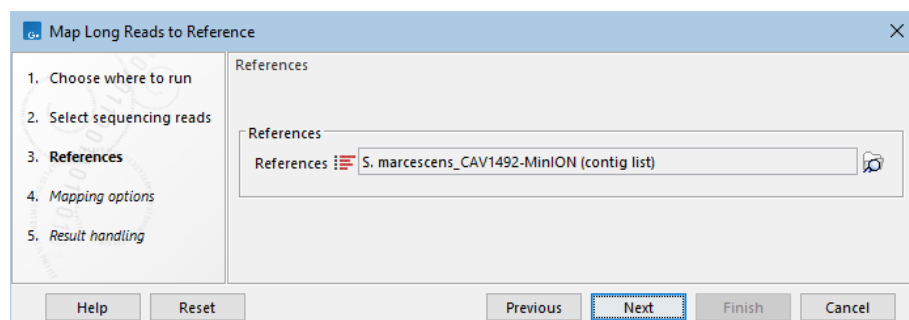 G.
Map Long Reads to Reference
1. Choose where to run
2. Select sequencing reads
3. References
4. Mapping options
5. Result handling
References
References
References S. marcescens_CAV1492-MinION (contig list)
Help Reset Previous Next Finish Cancel